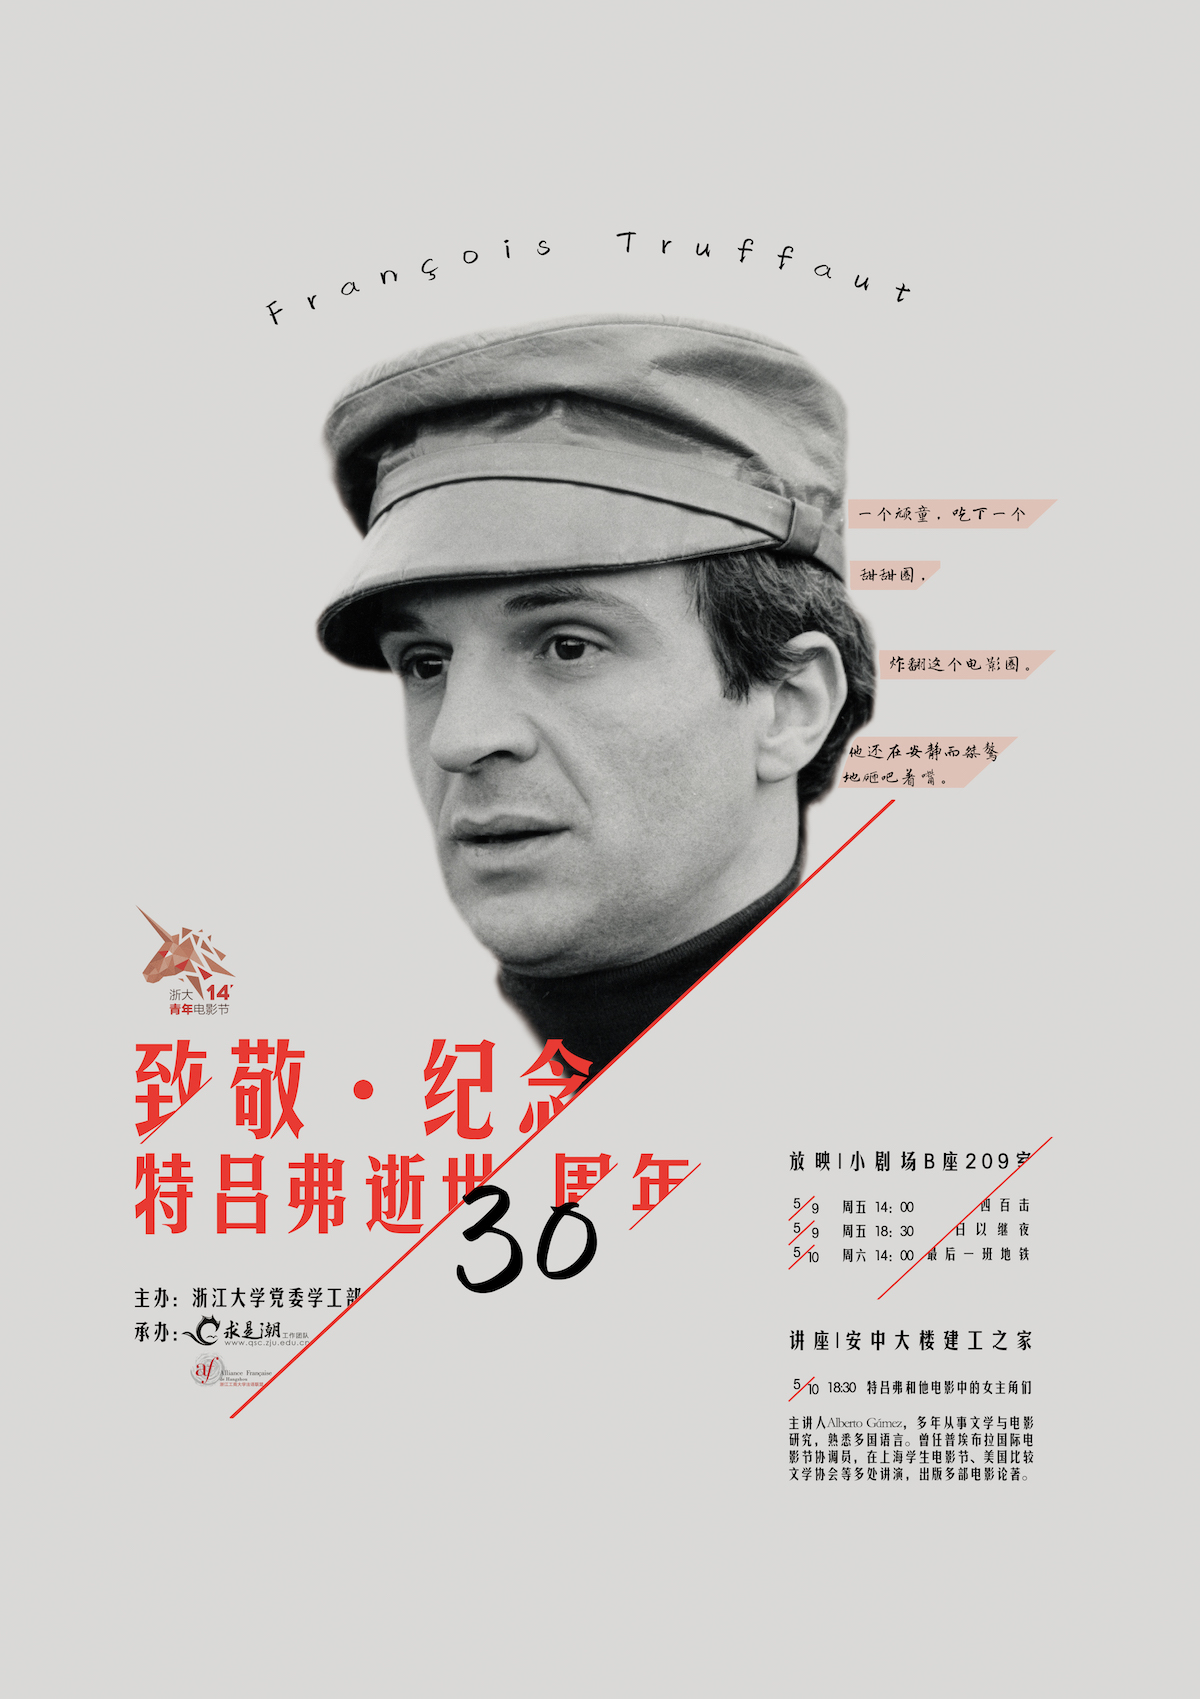 François Truffaut
一个顽童，吃下一个
甜甜圈，
炸翻这个电影圈。
他还在安静而桀骜
地咂吧着嘴。
浙大 14'
青年电影节
致敬·纪念
特吕弗逝世30周年
主办：浙江大学党委学工部
承办：求是潮工作团队
www.qsc.zju.edu.cn
af Alliance Française
de Hangzhou
放映|小剧场B座209室
5/9 周五 14：00 四百击
5/9 周五 18：30 日以继夜
5/10 周六 14：00 最后一班地铁
讲座|安中大楼建工之家
5/10 18:30 特吕弗和他电影中的女主角们
主讲人Alberto Gámez，多年从事文学与电影
研究，熟悉多国语言。曾任普埃布拉国际电
影节协调员，在上海学生电影节、美国比较
文学协会等多处讲演，出版多部电影论著。